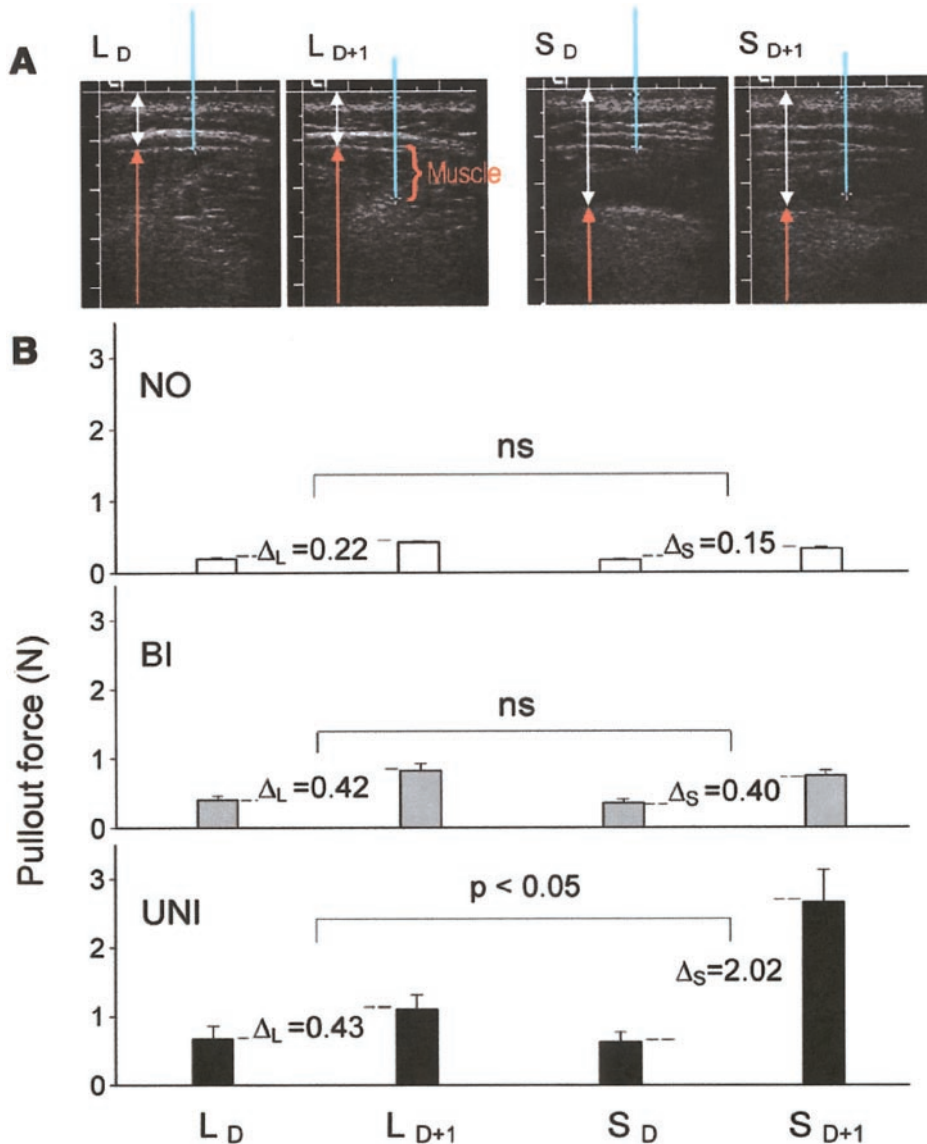 A
L D
L D+1
S D
S D+1
Muscle
B
Pullout force (N)
3
2
1
0
NO
ns
ΔL =0.22
ΔS =0.15
3
2
1
0
BI
ns
ΔL =0.42
ΔS =0.40
3
2
1
0
UNI
p < 0.05
ΔL =0.43
ΔS=2.02
L D
L D+1
S D
S D+1